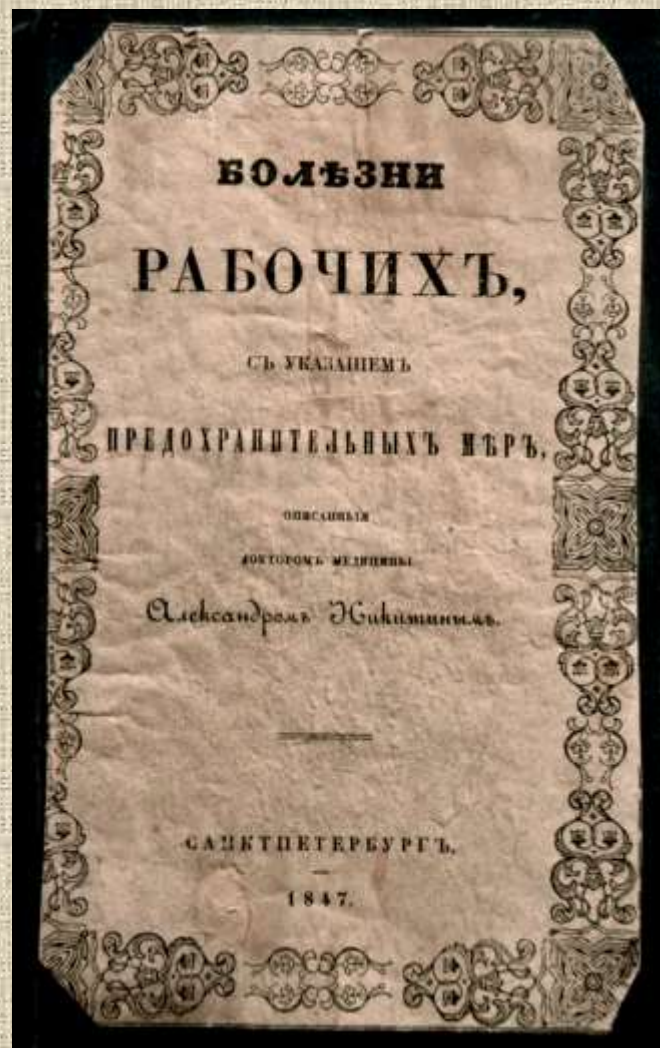 БОЛѢЗНИ
РАБОЧИХЪ,
СЪ УКАЗАНІЕМЪ
ПРЕДОХРАНИТЕЛЬНЫХЪ МѢРЪ,
ОПИСАННЫЯ
ДОКТОРОМЪ МЕДИЦИНЫ
Александромъ Никитинымъ.
САНКТПЕТЕРБУРГЪ.
1847.